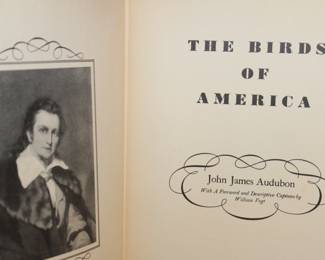 THE BIRDS
OF
AMERICA
John James Audubon
With A Foreword and Descriptive Captions by
William Vogt